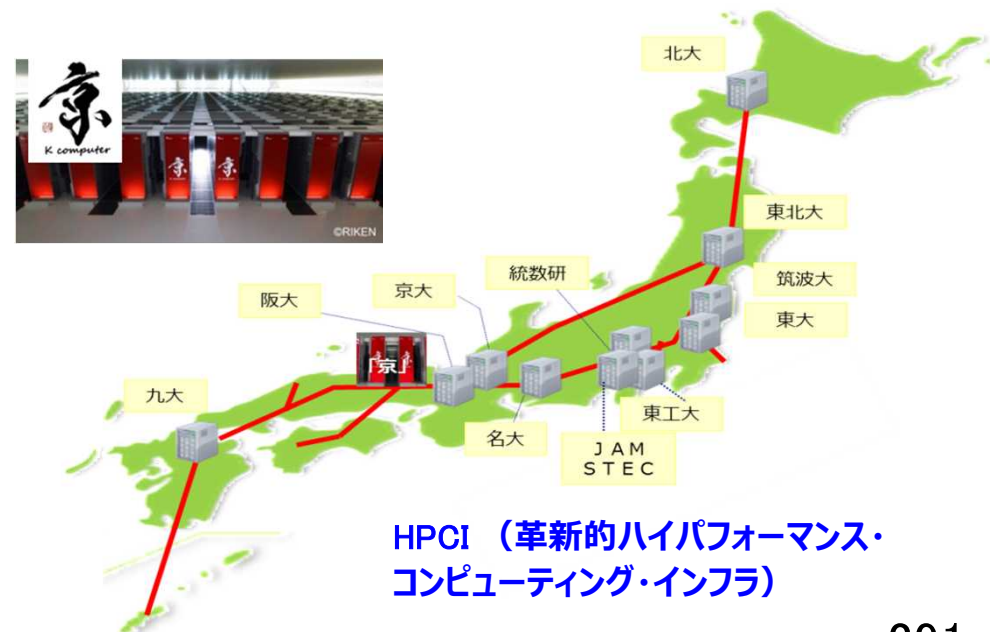 京
K computer
京 京
©RIKEN
北大
東北大
筑波大
東大
統数研
京大
阪大
「京」
九大
名大
東工大
JAM
STEC
HPCI （革新的ハイパフォーマンス・
コンピューティング・インフラ）